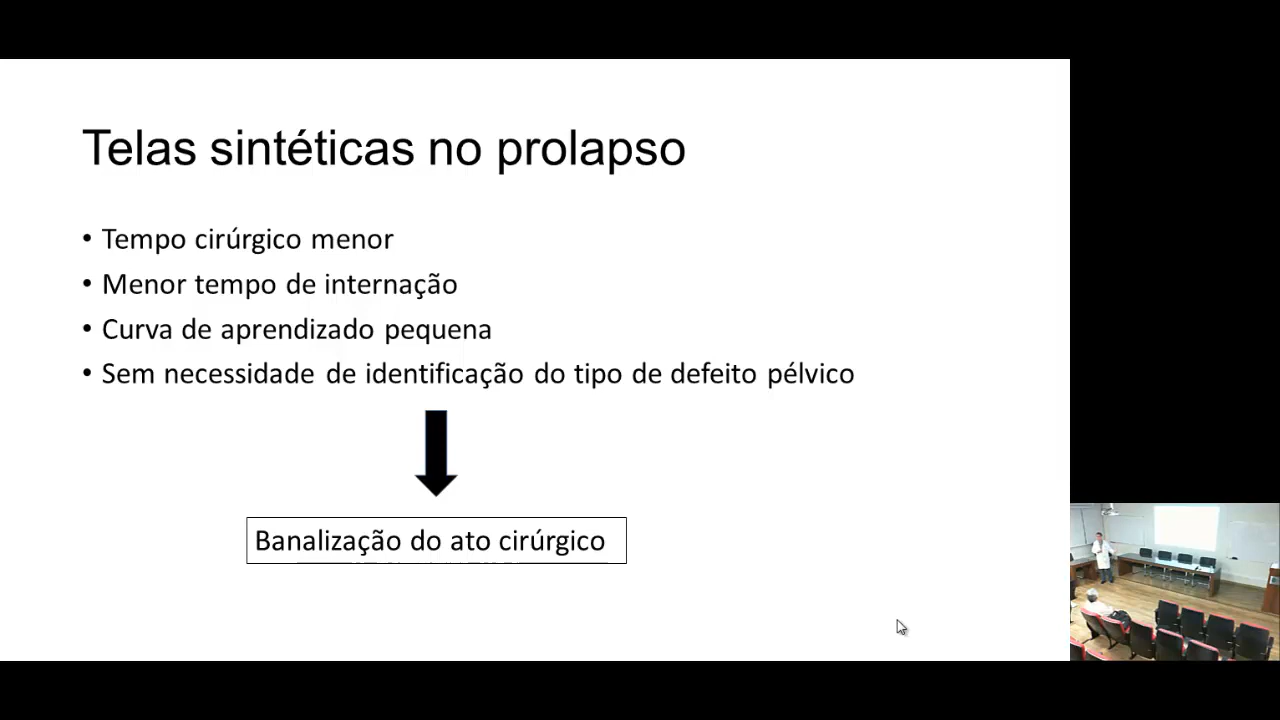 Telas sintéticas no prolapso
• Tempo cirúrgico menor
• Menor tempo de internação
• Curva de aprendizado pequena
• Sem necessidade de identificação do tipo de defeito pélvico
Banalização do ato cirúrgico